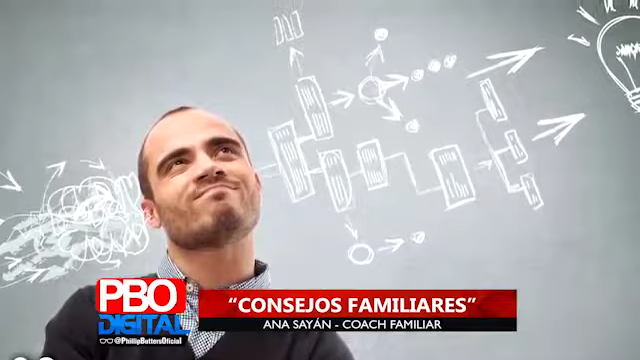 PBO
DIGITAL
@PhillipButtersOficial
“CONSEJOS FAMILIARES”
ANA SAYÁN - COACH FAMILIAR